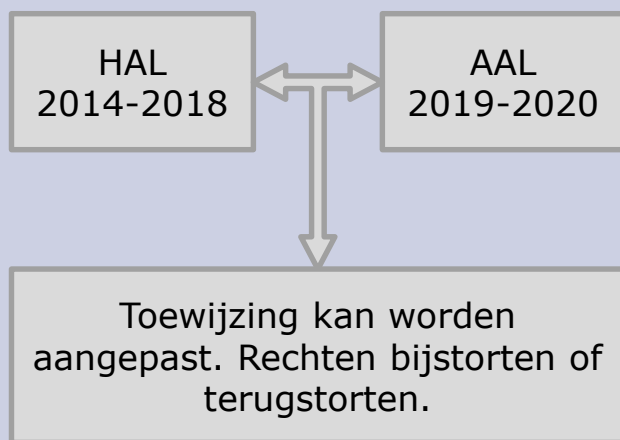 HAL
2014-2018
AAL
2019-2020
Toewijzing kan worden
aangepast. Rechten bijstorten of
terugstorten.